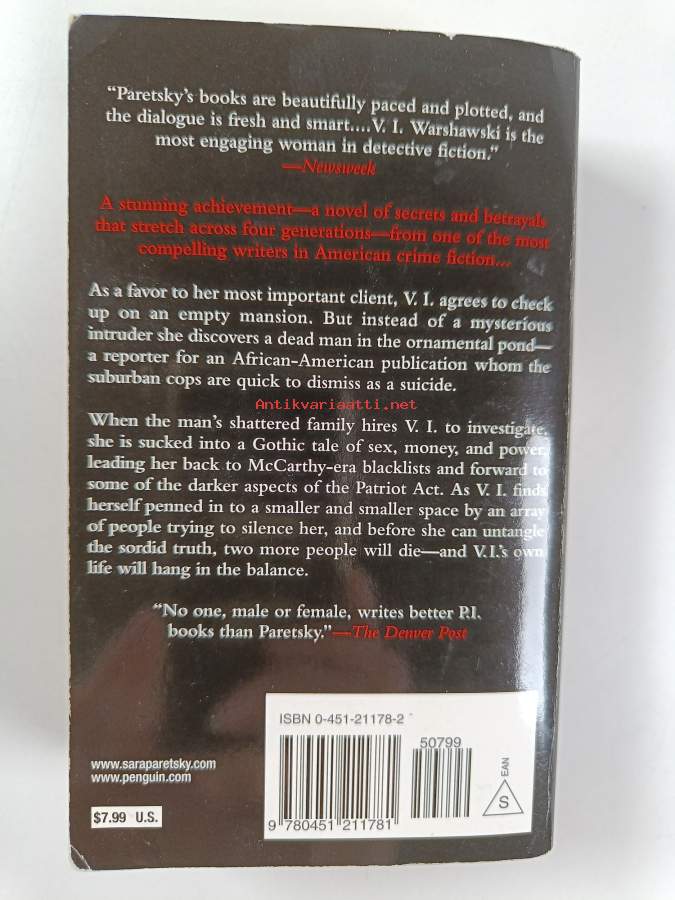 “Paretsky’s books are beautifully paced and plotted, and
the dialogue is fresh and smart....V. I. Warshawski is the
most engaging woman in detective fiction.”
—Newsweek
A stunning achievement—a novel of secrets and betrayals
that stretch across four generations—from one of the most
compelling writers in American crime fiction...
As a favor to her most important client, V. I. agrees to check
up on an empty mansion. But instead of a mysterious
intruder she discovers a dead man in the ornamental pond—
a reporter for an African-American publication whom the
suburban cops are quick to dismiss as a suicide.
Antikvariaatti.net
When the man’s shattered family hires V. I. to investigate,
she is sucked into a Gothic tale of sex, money, and power,
leading her back to McCarthy-era blacklists and forward to
some of the darker aspects of the Patriot Act. As V. I. finds
herself penned in to a smaller and smaller space by an array
of people trying to silence her, and before she can untangle
the sordid truth, two more people will die—and V.I.’s own
life will hang in the balance.
“No one, male or female, writes better P.I.
books than Paretsky.”—The Denver Post
ISBN 0-451-21178-2
50799
EAN
S
9 780451 211781
www.saraparetsky.com
www.penguin.com
$7.99 U.S.